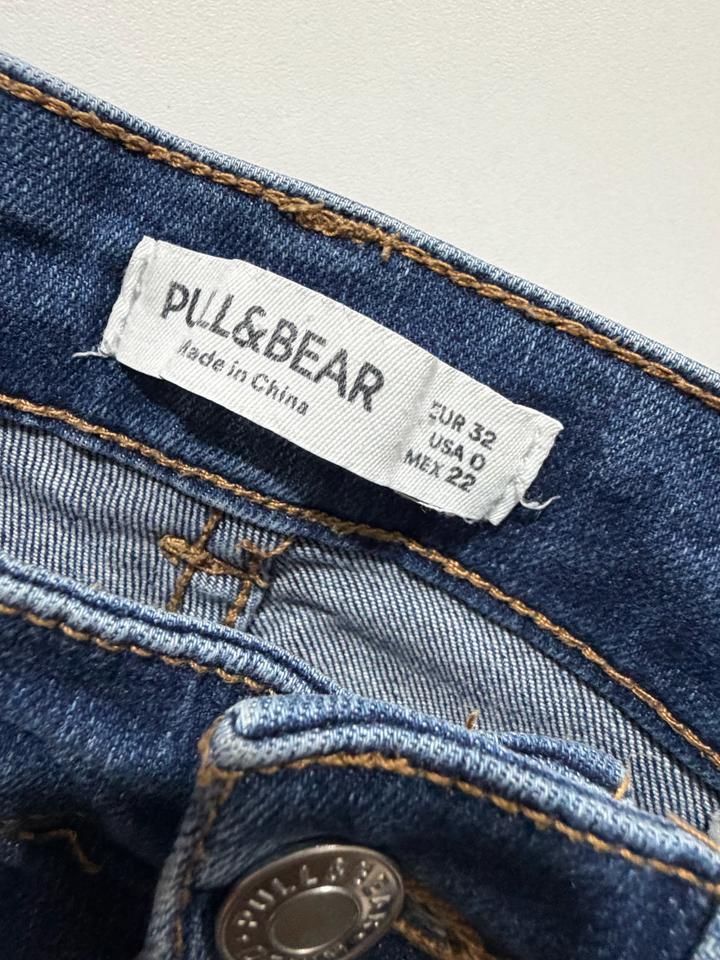 PULL&BEAR
Made in China
EUR 32
USA 0
MEX 22
PULL & BEAR